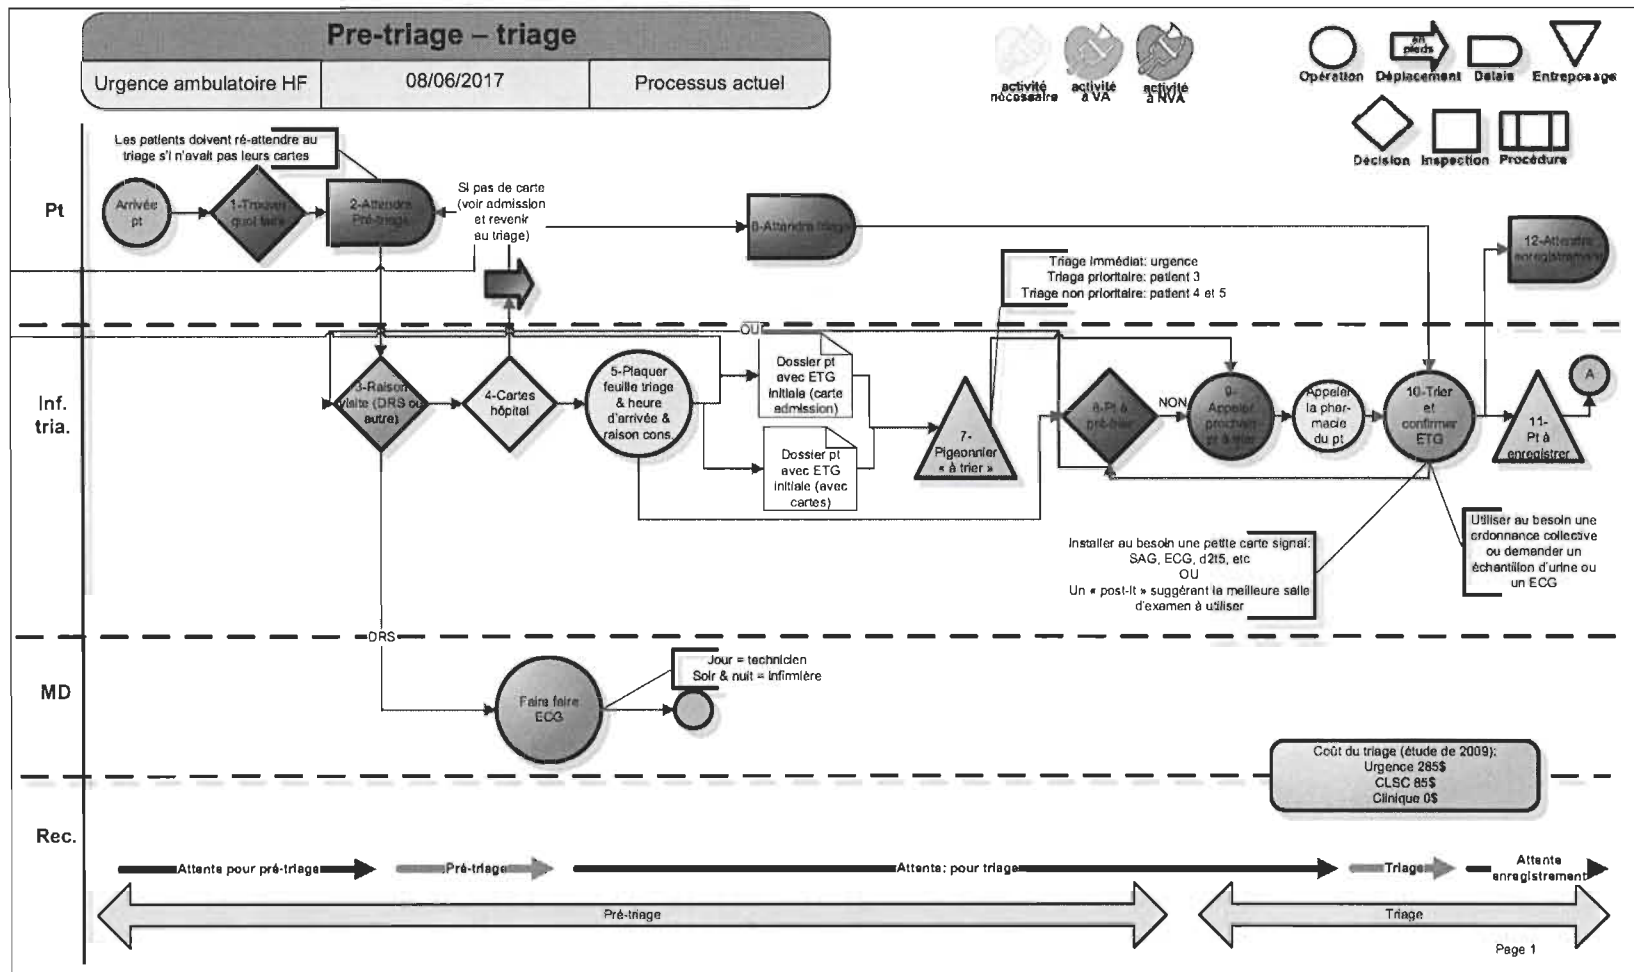 Pre-triage – triage
Urgence ambulatoire HF
08/06/2017
Processus actuel
activité
nécessaire
activité
à VA
activité
à NVA
en
pieds
Opération
Déplacement
Délais
Entreposage
Décision
Inspection
Procédure
Pt
Les patients doivent ré-attendre au
triage s'i n'avait pas leurs cartes
Arrivée
pt
1-Trouver
quoi faire
2-Attendre
Pré-triage
Si pas de carte
(voir admission
et revenir
au triage)
-Attendre triage
12-Attendre
enregistrement
Triage immédiat: urgence
Triage prioritaire: patient 3
Triage non prioritaire: patient 4 et 5
OU
Inf.
tria.
3-Raison
visite (DRS ou
autre)
4-Cartes
hôpital
5-Plaquer
feuille triage
& heure
d'arrivée &
raison cons.
Dossier pt
avec ETG
initiale (carte
admission)
Dossier pt
avec ETG
initiale (avec
cartes)
7-
Pigeonnier
« à trier »
-Pt à
pré-trier
NON
9-
Appeler
prochain
pt à trier
Appeler
la phar-
macie
du pt
10-Trier
et
confirmer
ETG
11-
Pt à
enregistrer
A
Installer au besoin une petite carte signal:
SAG, ECG, d2t5, etc
OU
Un « post-it » suggérant la meilleure salle
d'examen à utiliser
Utiliser au besoin une
ordonnance collective
ou demander un
échantillon d'urine ou
un ECG
DRS
MD
Faire faire
ECG
Jour = technicien
Soir & nuit = infirmière
Coût du triage (étude de 2009):
Urgence 285$
CLSC 85$
Clinique 0$
Rec.
Attente pour pré-triage
Pré-triage
Attente: pour triage
Triage
Attente
enregistrement
Pré-triage
Triage
Page 1